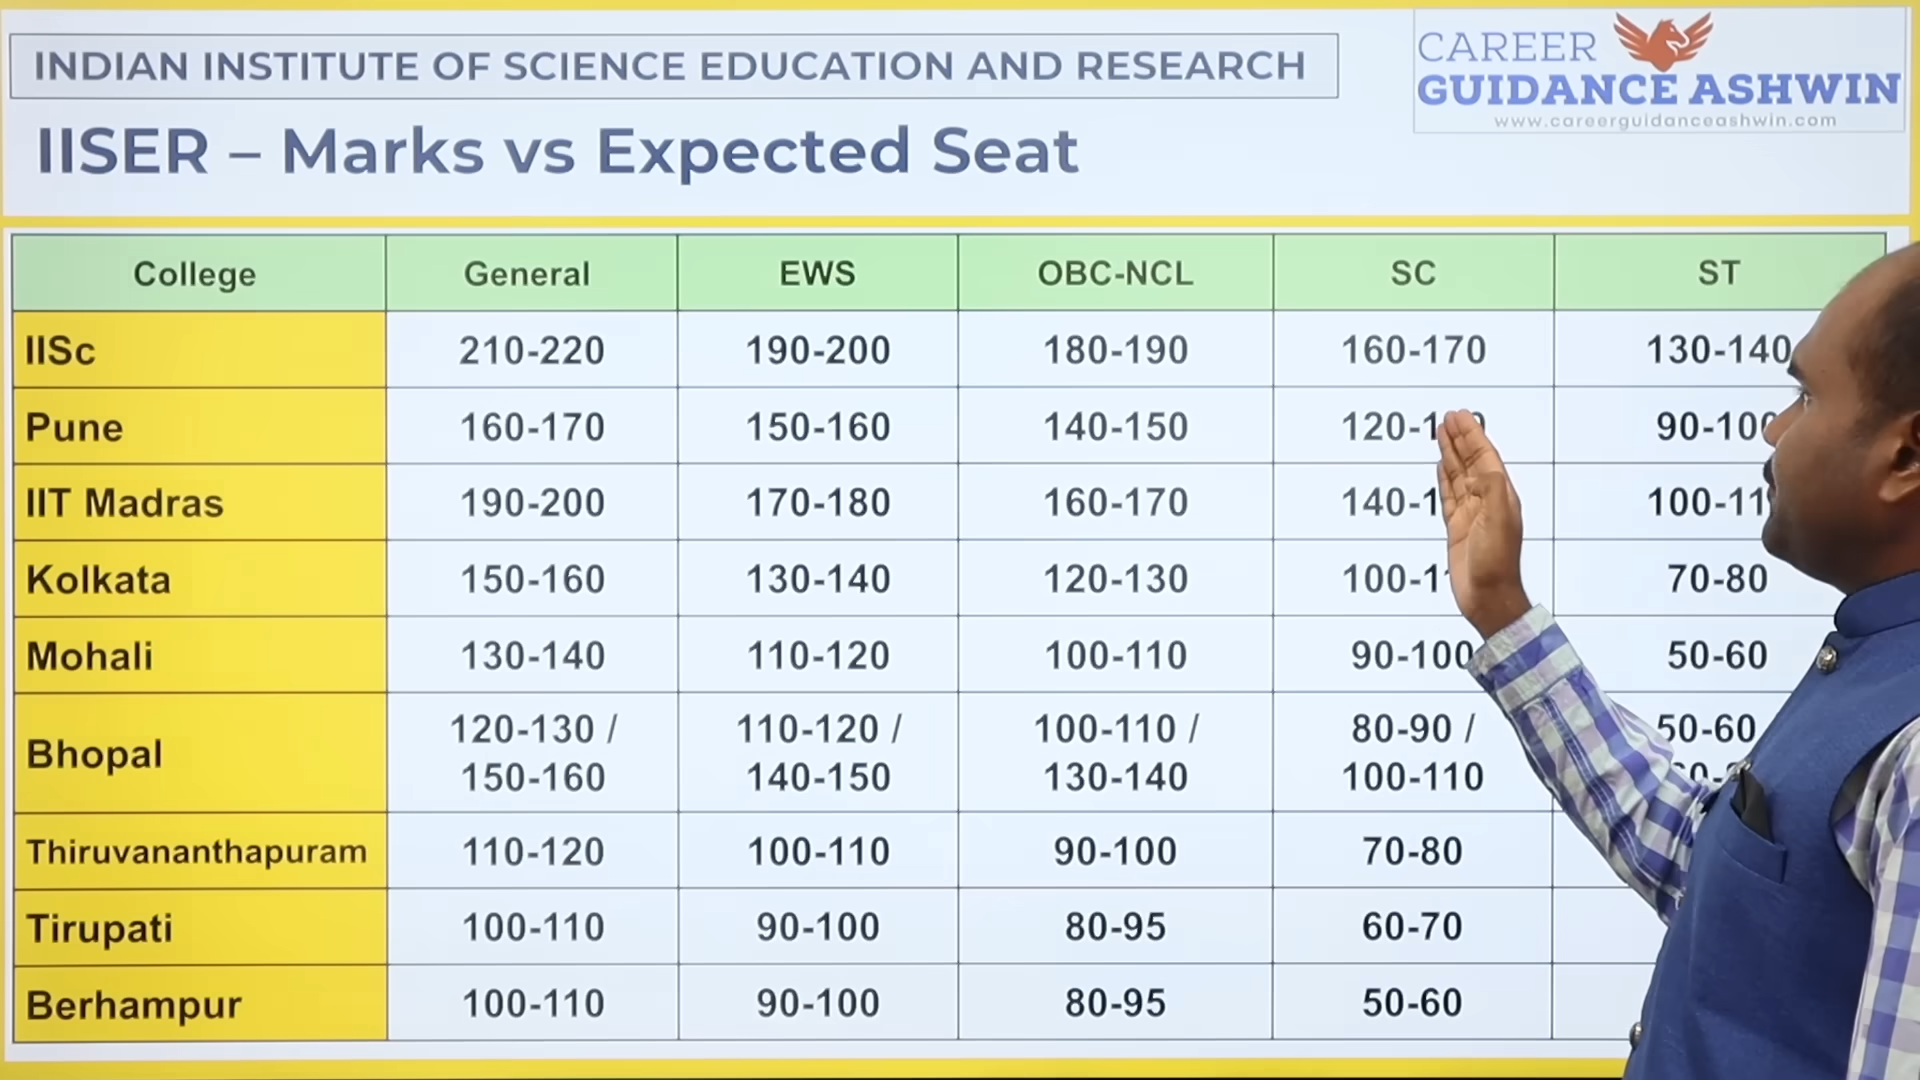 INDIAN INSTITUTE OF SCIENCE EDUCATION AND RESEARCH
CAREER
GUIDANCE ASHWIN
www.careerguidanceashwin.com
IISER – Marks vs Expected Seat
College General EWS OBC-NCL SC ST
IISc 210-220 190-200 180-190 160-170 130-140
Pune 160-170 150-160 140-150
IIT Madras 190-200 170-180 160-170
Kolkata 150-160 130-140 120-130 70-80
Mohali 130-140 110-120 100-110 90-100 50-60
Bhopal 120-130 / 110-120 / 100-110 / 80-90 / 50-60
150-160 140-150 130-140 100-110
Thiruvananthapuram 110-120 100-110 90-100 70-80
Tirupati 100-110 90-100 80-95 60-70
Berhampur 100-110 90-100 80-95 50-60